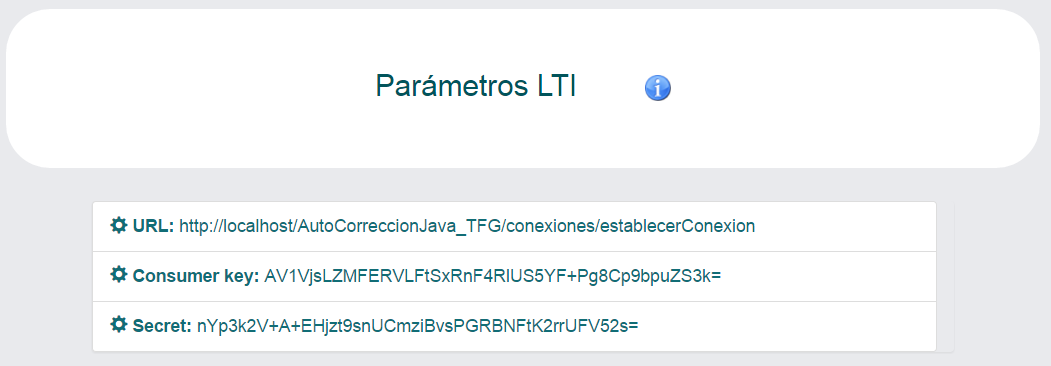 Parámetros LTI
URL: http://localhost/AutoCorreccionJava_TFG/conexiones/establecerConexion
Consumer key: AV1VjsLZMFERVLFtSxRnF4RIUS5YF+Pg8Cp9bpuZS3k=
Secret: nYp3k2V+A+EHjzt9snUCmziBvsPGRBNFtK2rrUFV52s=